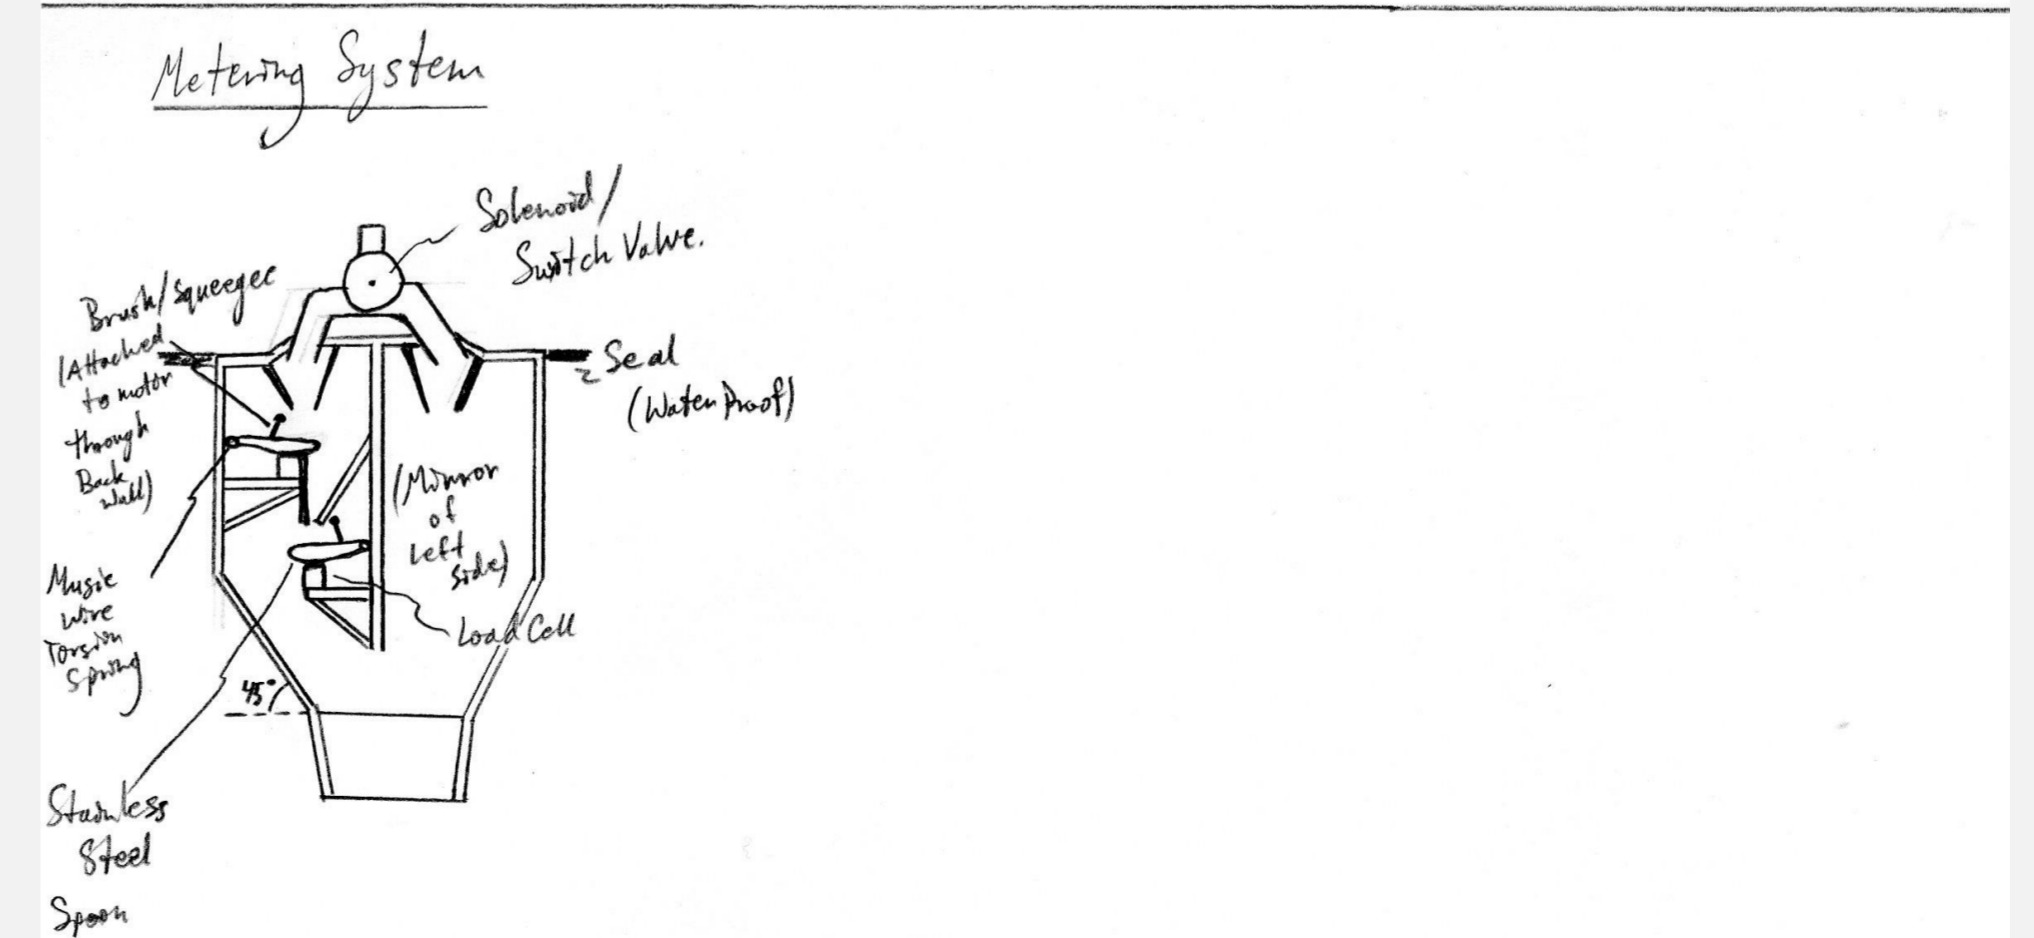 Metering System
Solenoid/
Switch Valve.
Brush/Squeegee
(Attached
to motor
through
Back
Wall)
Seal
(Water Proof)
(Mirror
of
Left
Side)
Music
Wire
Torsion
Spring
Load Cell
45°
Stainless
Steel
Spoon